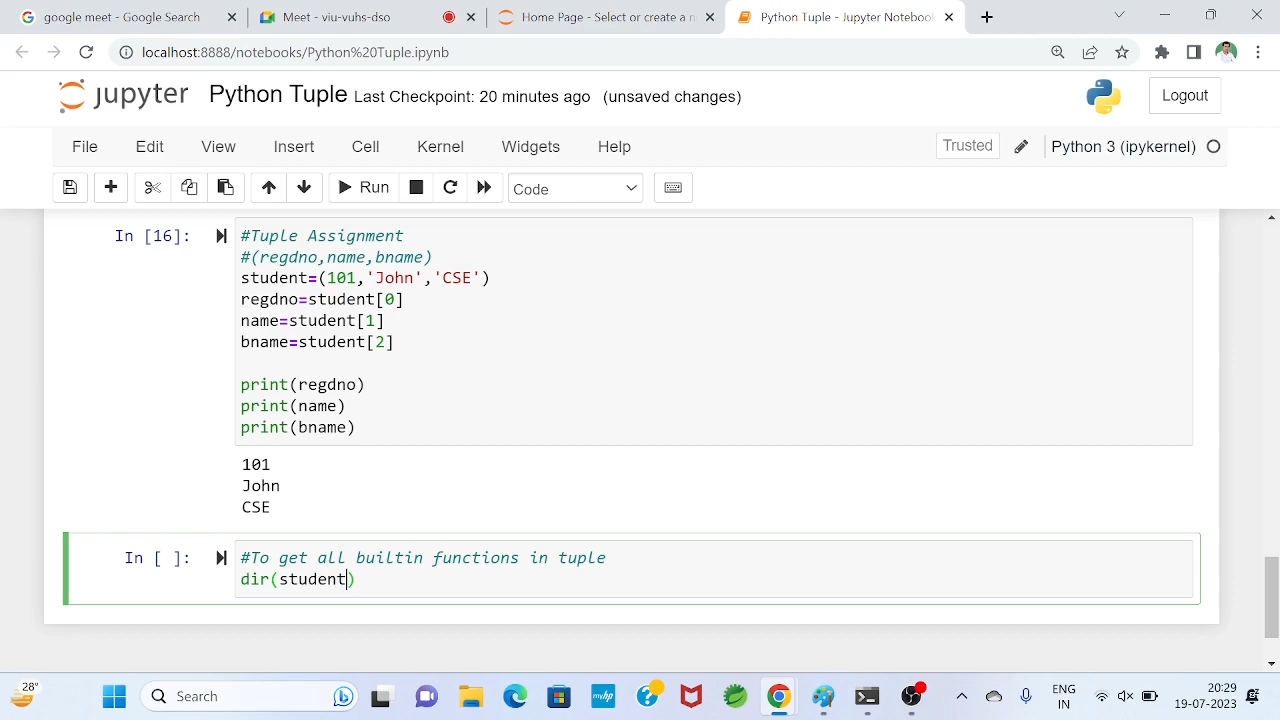 Google meet - Google Search
Meet - viu-vuhs-dso
Home Page - Select or create a n
Python Tuple - Jupyter Notebook
localhost:8888/notebooks/Python%20Tuple.ipynb
jupyter Python Tuple Last Checkpoint: 20 minutes ago (unsaved changes)
Logout
File Edit View Insert Cell Kernel Widgets Help
Trusted
Python 3 (ipykernel)
Run
Code
In [16]:
#Tuple Assignment
#(regdno,name,bname)
student=(101,'John','CSE')
regdno=student[0]
name=student[1]
bname=student[2]
print(regdno)
print(name)
print(bname)
101
John
CSE
In [ ]:
#To get all builtin functions in tuple
dir(student)
28°
Search
myhp
ENG
IN
20:29
19-07-2023